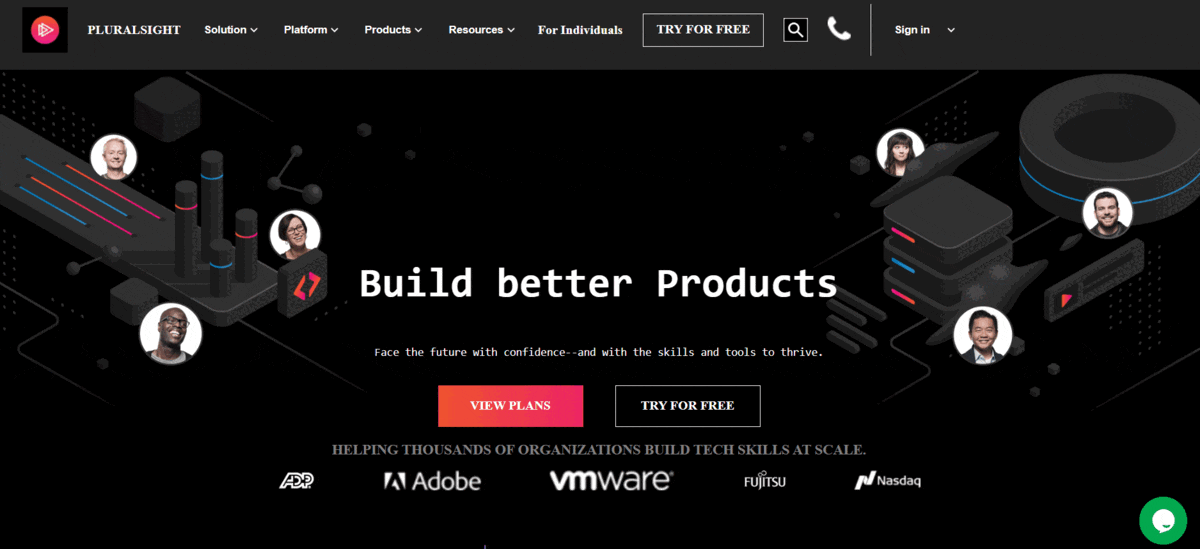 PLURALSIGHT Solution Platform Products Resources For Individuals TRY FOR FREE Sign in
Build better Products
Face the future with confidence--and with the skills and tools to thrive.
VIEW PLANS TRY FOR FREE
HELPING THOUSANDS OF ORGANIZATIONS BUILD TECH SKILLS AT SCALE.
ADP Adobe vmware® FUJITSU Nasdaq